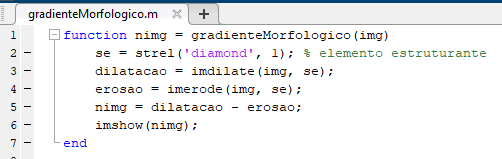 gradienteMorfologico.m × +
1 function nimg = gradienteMorfologico(img)
2 – se = strel('diamond', 1); % elemento estruturante
3 – dilatacao = imdilate(img, se);
4 – erosao = imerode(img, se);
5 – nimg = dilatacao - erosao;
6 – imshow(nimg);
7 – end